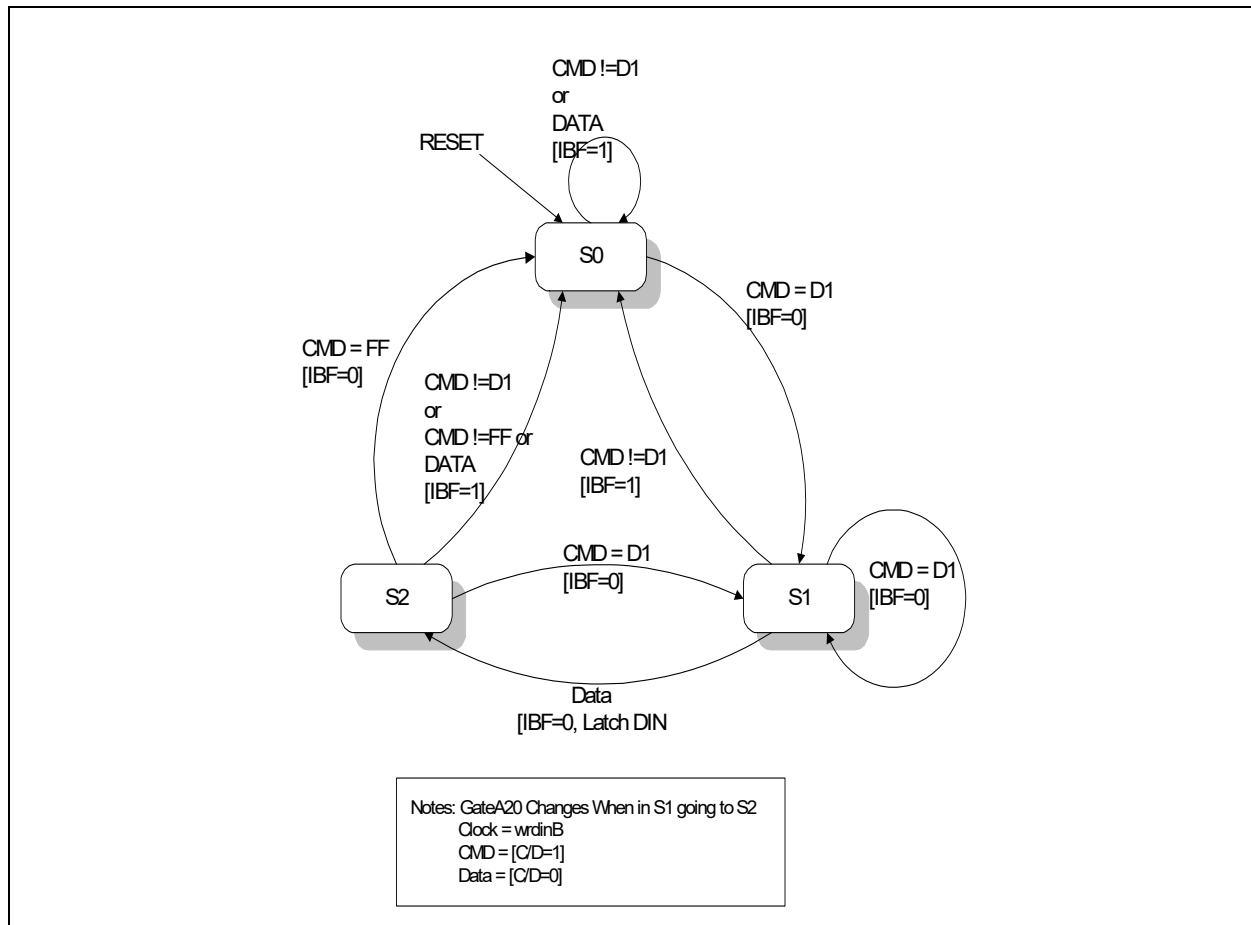 CMD !=D1
or
DATA
[IBF=1]
RESET
S0
CMD = D1
[IBF=0]
CMD = FF
[IBF=0]
CMD !=D1
or
CMD !=FF or
DATA
[IBF=1]
CMD !=D1
[IBF=1]
CMD = D1
[IBF=0]
CMD = D1
[IBF=0]
S2
S1
Data
[IBF=0, Latch DIN
Notes: GateA20 Changes When in S1 going to S2
Clock = wrdinB
CMD = [C/D=1]
Data = [C/D=0]